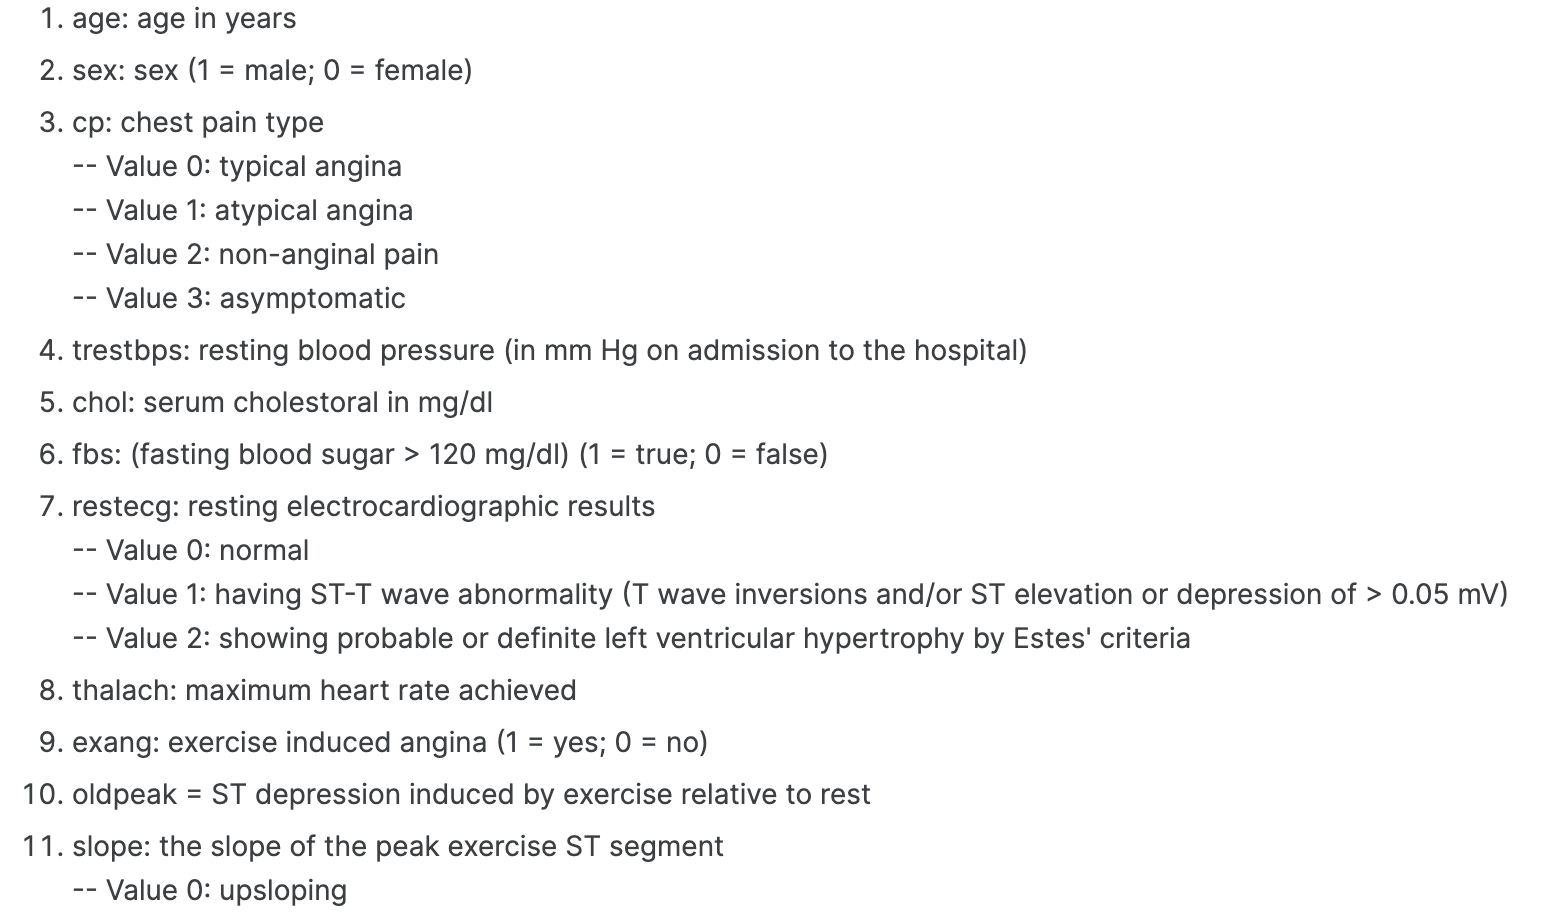 1. age: age in years
2. sex: sex (1 = male; 0 = female)
3. cp: chest pain type
-- Value 0: typical angina
-- Value 1: atypical angina
-- Value 2: non-anginal pain
-- Value 3: asymptomatic
4. trestbps: resting blood pressure (in mm Hg on admission to the hospital)
5. chol: serum cholestoral in mg/dl
6. fbs: (fasting blood sugar > 120 mg/dl) (1 = true; 0 = false)
7. restecg: resting electrocardiographic results
-- Value 0: normal
-- Value 1: having ST-T wave abnormality (T wave inversions and/or ST elevation or depression of > 0.05 mV)
-- Value 2: showing probable or definite left ventricular hypertrophy by Estes' criteria
8. thalach: maximum heart rate achieved
9. exang: exercise induced angina (1 = yes; 0 = no)
10. oldpeak = ST depression induced by exercise relative to rest
11. slope: the slope of the peak exercise ST segment
-- Value 0: upsloping